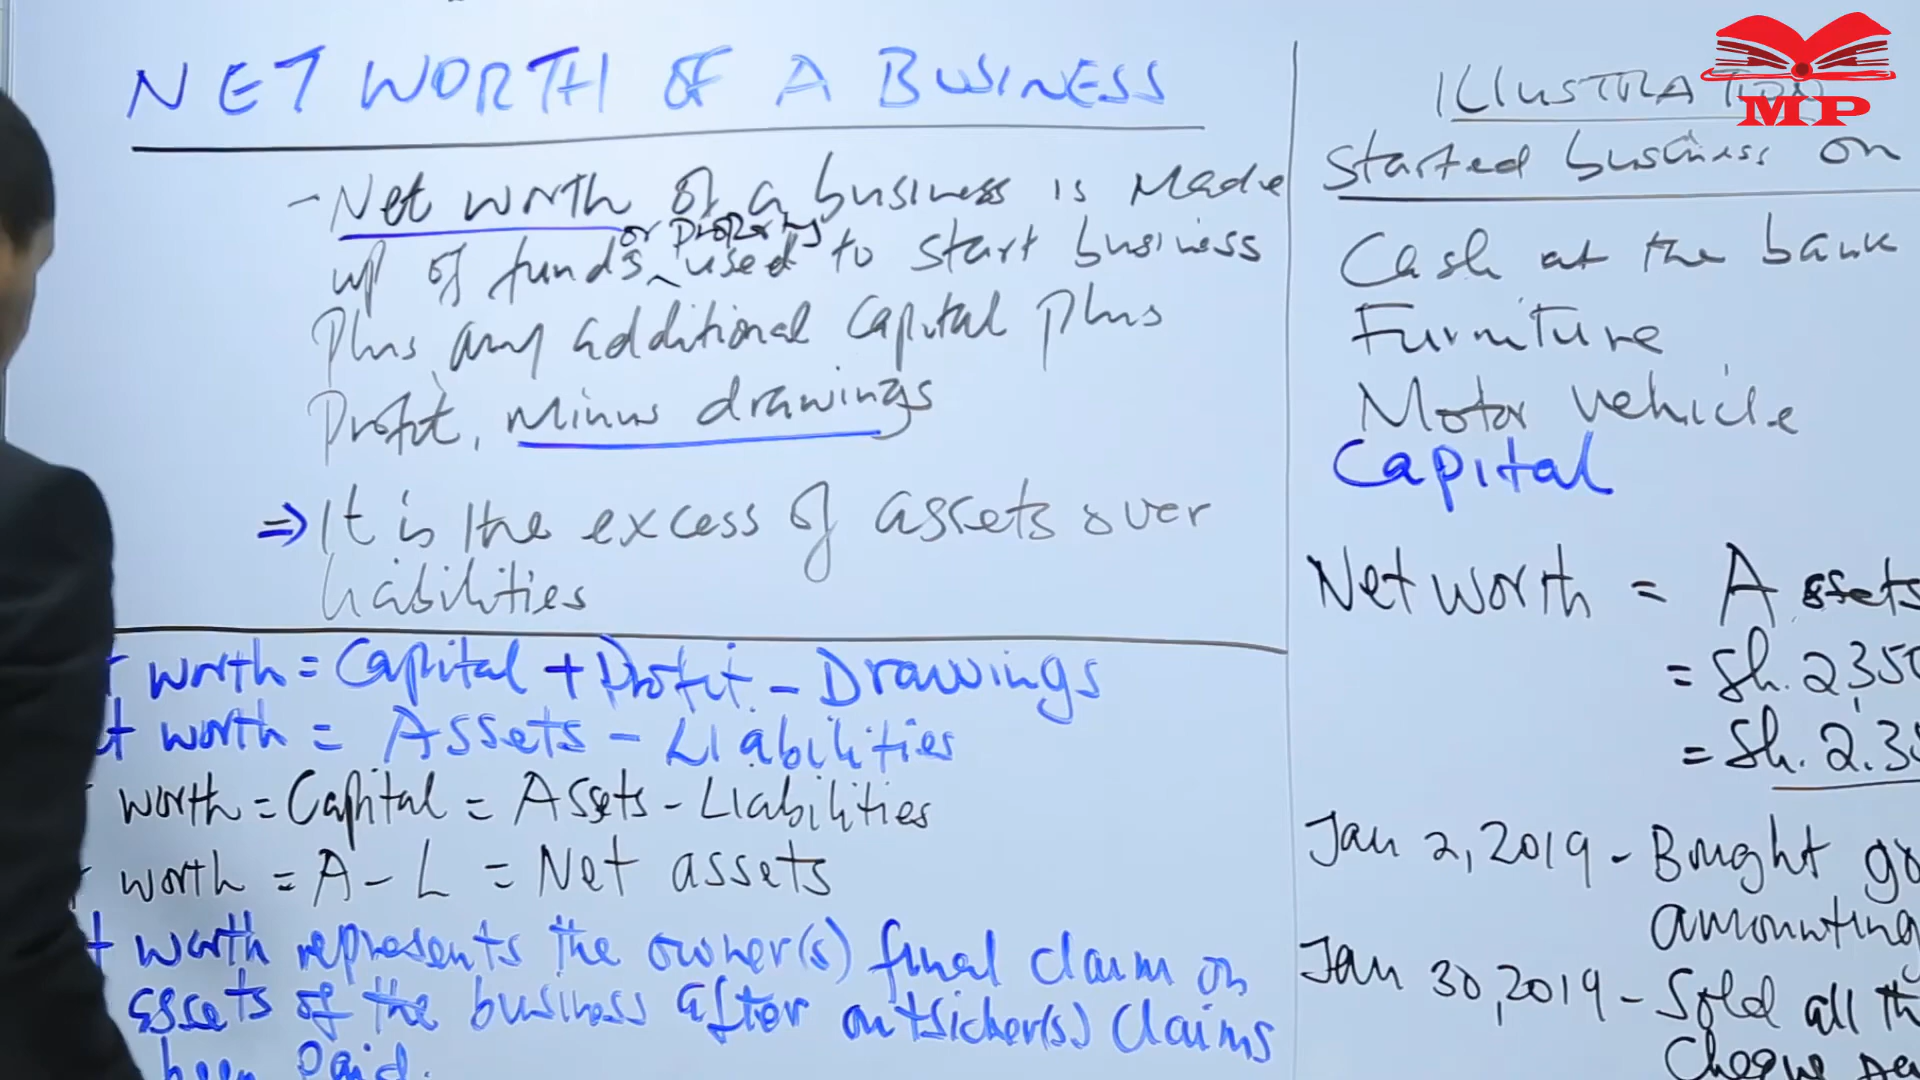 NET WORTH OF A BUSINESS
- Net worth of a business is Made
or property
up of funds ^ used to start business
Plus any additional Capital plus
Profit, Minus drawings
⇒ It is the excess of assets over
liabilities
t worth = Capital + Profit - Drawings
t worth = Assets - Liabilities
worth = Capital = Assets - Liabilities
worth = A - L = Net assets
t worth represents the owner(s) final claim on
assets of the business after outsider(s) claims
been paid.
MP
ILLUSTRATION
Started business on
Cash at the bank
Furniture
Motor vehicle
Capital
Net worth = Assets
= Sh. 2,350
= Sh. 2.3
Jan 2, 2019 - Bought go
amounting
Jan 30, 2019 - Sold all th
Cheque